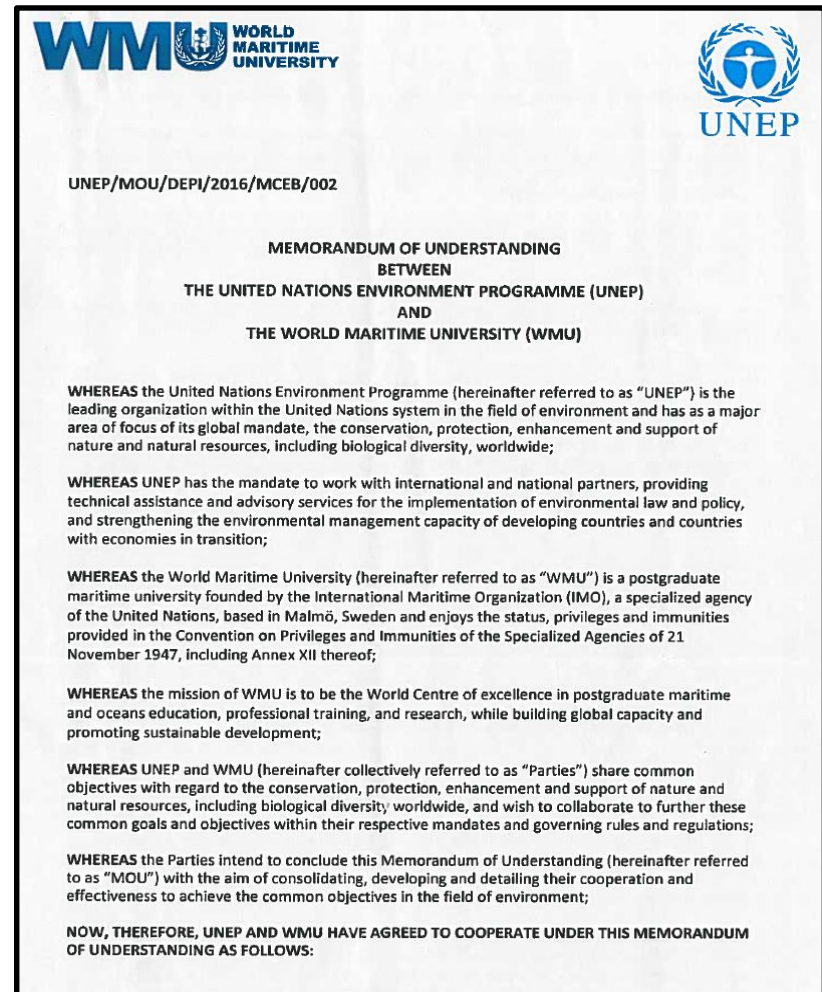 WMU WORLD
MARITIME
UNIVERSITY
UNEP
UNEP/MOU/DEPI/2016/MCEB/002
MEMORANDUM OF UNDERSTANDING
BETWEEN
THE UNITED NATIONS ENVIRONMENT PROGRAMME (UNEP)
AND
THE WORLD MARITIME UNIVERSITY (WMU)
WHEREAS the United Nations Environment Programme (hereinafter referred to as “UNEP”) is the
leading organization within the United Nations system in the field of environment and has as a major
area of focus of its global mandate, the conservation, protection, enhancement and support of
nature and natural resources, including biological diversity, worldwide;
WHEREAS UNEP has the mandate to work with international and national partners, providing
technical assistance and advisory services for the implementation of environmental law and policy,
and strengthening the environmental management capacity of developing countries and countries
with economies in transition;
WHEREAS the World Maritime University (hereinafter referred to as “WMU”) is a postgraduate
maritime university founded by the International Maritime Organization (IMO), a specialized agency
of the United Nations, based in Malmö, Sweden and enjoys the status, privileges and immunities
provided in the Convention on Privileges and Immunities of the Specialized Agencies of 21
November 1947, including Annex XII thereof;
WHEREAS the mission of WMU is to be the World Centre of excellence in postgraduate maritime
and oceans education, professional training, and research, while building global capacity and
promoting sustainable development;
WHEREAS UNEP and WMU (hereinafter collectively referred to as “Parties”) share common
objectives with regard to the conservation, protection, enhancement and support of nature and
natural resources, including biological diversity worldwide, and wish to collaborate to further these
common goals and objectives within their respective mandates and governing rules and regulations;
WHEREAS the Parties intend to conclude this Memorandum of Understanding (hereinafter referred
to as “MOU”) with the aim of consolidating, developing and detailing their cooperation and
effectiveness to achieve the common objectives in the field of environment;
NOW, THEREFORE, UNEP AND WMU HAVE AGREED TO COOPERATE UNDER THIS MEMORANDUM
OF UNDERSTANDING AS FOLLOWS: